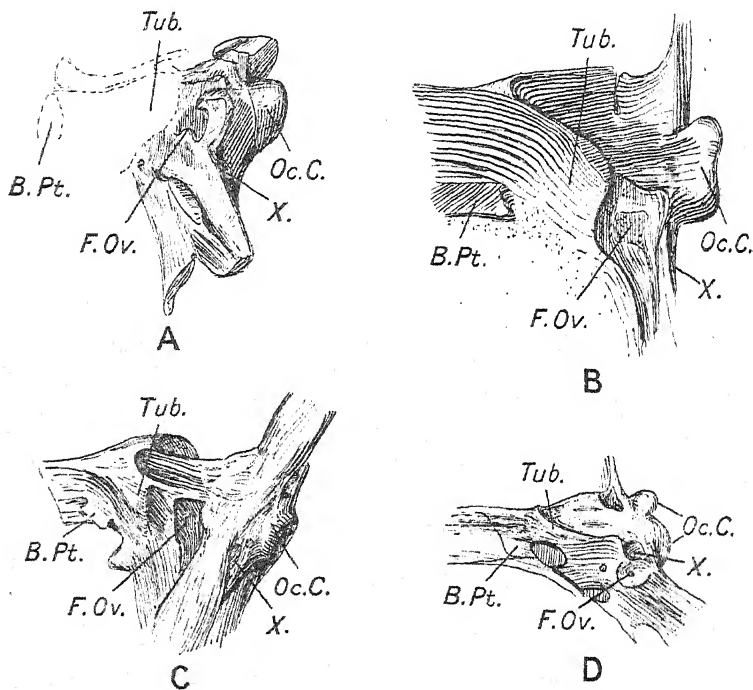 Tub.
B.Pt.
Oc.C.
X.
F.Ov.
A
Tub.
B.Pt.
Oc.C.
F.Ov.
X.
B
Tub.
B.Pt.
F.Ov.
Oc.C.
X.
C
Tub.
Oc.C.
X.
B.Pt.
F.Ov.
D